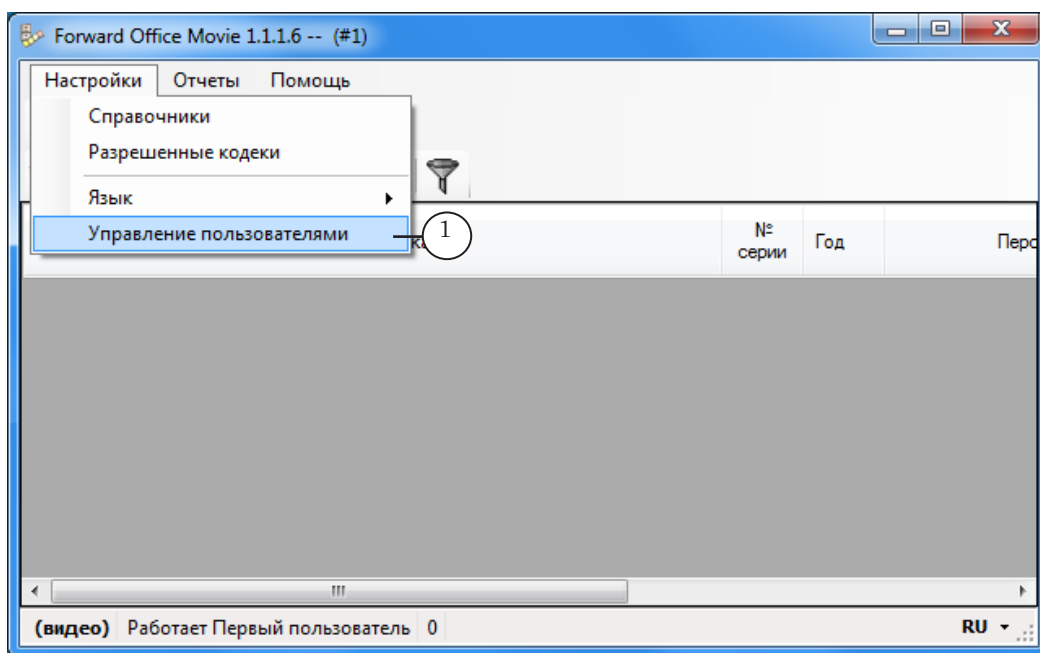 Forward Office Movie 1.1.1.6 -- (#1)
Настройки Отчеты Помощь
Справочники
Разрешенные кодеки
Язык
Управление пользователями
1
№ серии
Год
(видео) Работает Первый пользователь 0
RU